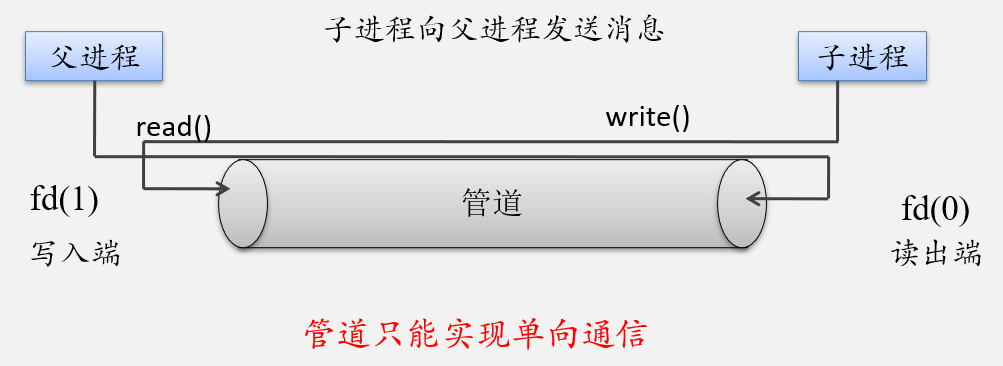 子进程向父进程发送消息
父进程
子进程
read()
write()
fd(1)
写入端
管道
fd(0)
读出端
管道只能实现单向通信